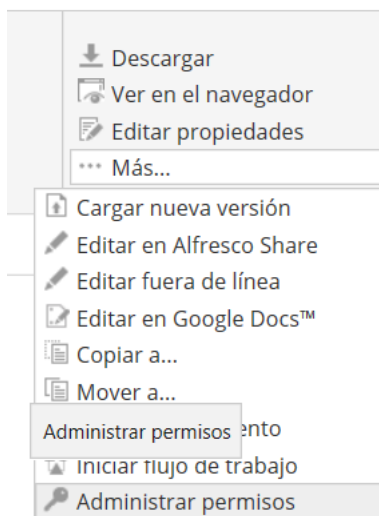 Descargar
Ver en el navegador
Editar propiedades
Más...
Cargar nueva versión
Editar en Alfresco Share
Editar fuera de línea
Editar en Google Docs™
Copiar a...
Mover a...
Administrar permisos
Iniciar flujo de trabajo
Administrar permisos